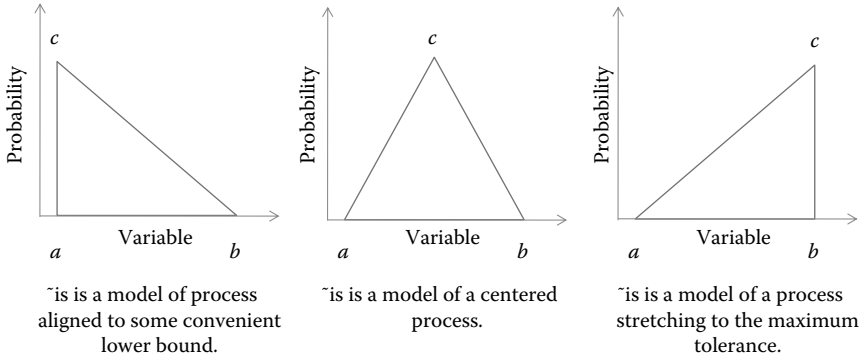 c
Probability
Variable
a
b
˜is is a model of process
aligned to some convenient
lower bound.
c
Probability
Variable
a
b
˜is is a model of a centered
process.
c
Probability
Variable
a
b
˜is is a model of a process
stretching to the maximum
tolerance.